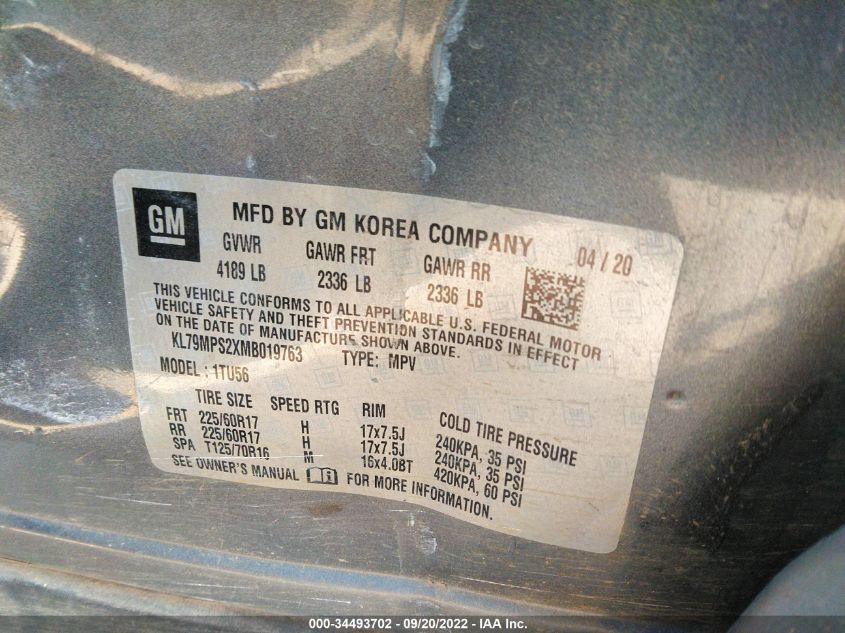 GM
MFD BY GM KOREA COMPANY 04 / 20
GVWR GAWR FRT GAWR RR
4189 LB 2336 LB 2336 LB
THIS VEHICLE CONFORMS TO ALL APPLICABLE U.S. FEDERAL MOTOR
VEHICLE SAFETY AND THEFT PREVENTION STANDARDS IN EFFECT
ON THE DATE OF MANUFACTURE SHOWN ABOVE.
KL79MPS2XMB019763 TYPE: MPV
MODEL : 1TU56
TIRE SIZE SPEED RTG RIM COLD TIRE PRESSURE
FRT 225/60R17 H 17x7.5J 240KPA, 35 PSI
RR 225/60R17 H 17x7.5J 240KPA, 35 PSI
SPA T125/70R16 M 16x4.0BT 420KPA, 60 PSI
SEE OWNER'S MANUAL FOR MORE INFORMATION.
000-34493702 - 09/20/2022 - IAA Inc.